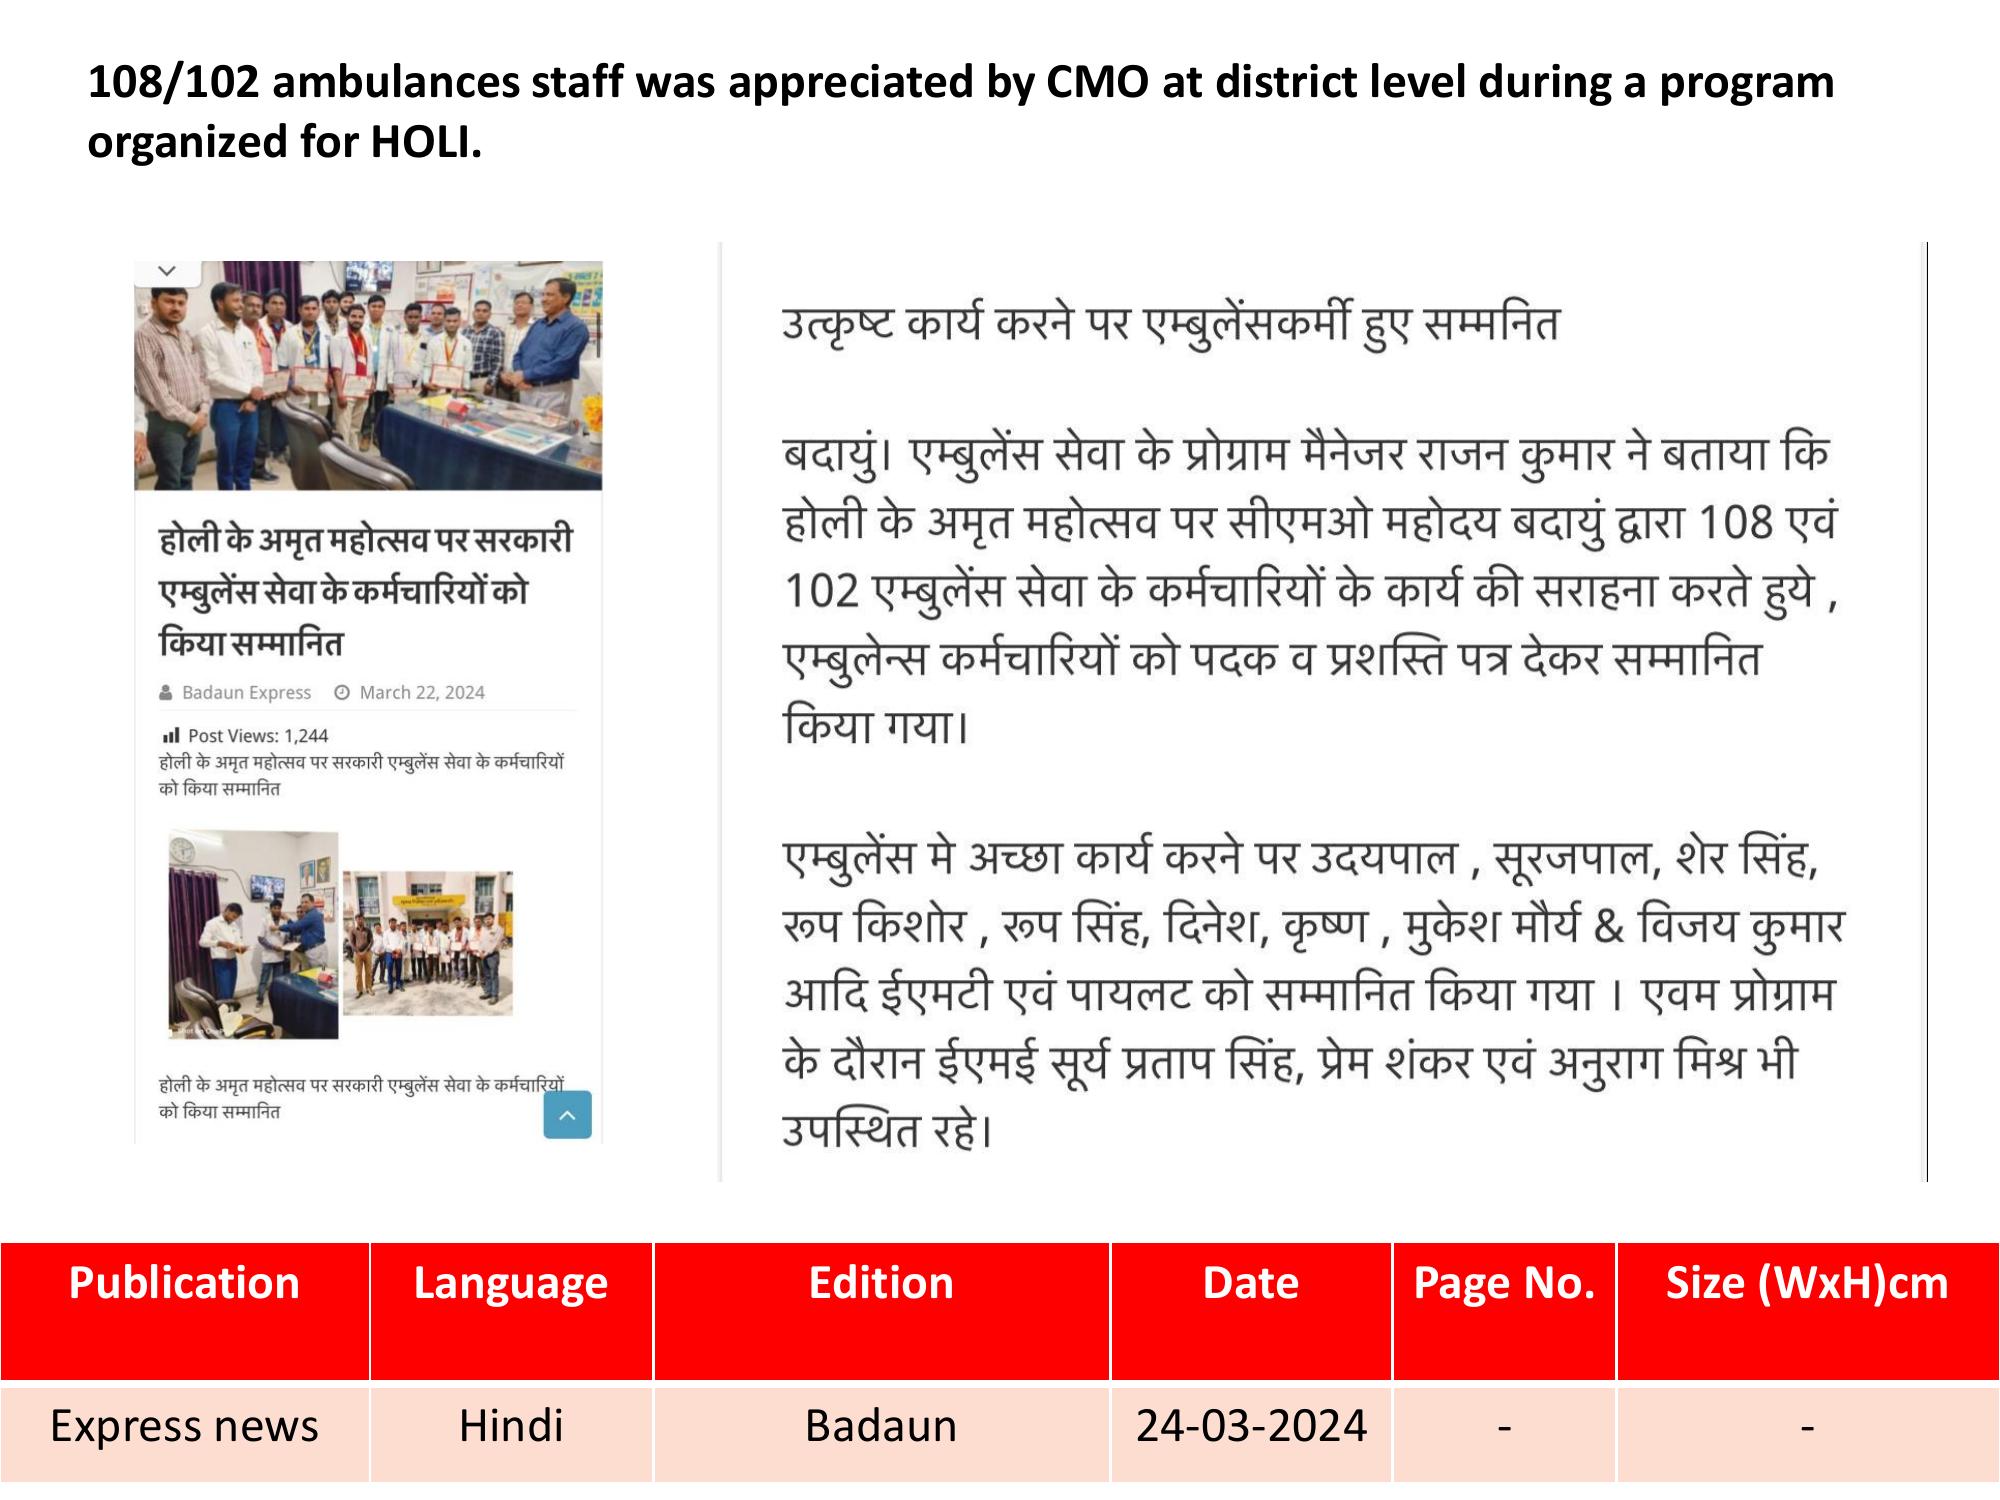 108/102 ambulances staff was appreciated by CMO at district level during a program
organized for HOLI.
होली के अमृत महोत्सव पर सरकारी
एम्बुलेंस सेवा के कर्मचारियों को
किया सम्मानित
Badaun Express March 22, 2024
Post Views: 1,244
होली के अमृत महोत्सव पर सरकारी एम्बुलेंस सेवा के कर्मचारियों
को किया सम्मानित
होली के अमृत महोत्सव पर सरकारी एम्बुलेंस सेवा के कर्मचारियों
को किया सम्मानित
उत्कृष्ट कार्य करने पर एम्बुलेंसकर्मी हुए सम्मनित
बदायुं। एम्बुलेंस सेवा के प्रोग्राम मैनेजर राजन कुमार ने बताया कि
होली के अमृत महोत्सव पर सीएमओ महोदय बदायुं द्वारा 108 एवं
102 एम्बुलेंस सेवा के कर्मचारियों के कार्य की सराहना करते हुये ,
एम्बुलेन्स कर्मचारियों को पदक व प्रशस्ति पत्र देकर सम्मानित
किया गया।
एम्बुलेंस मे अच्छा कार्य करने पर उदयपाल , सूरजपाल, शेर सिंह,
रूप किशोर , रूप सिंह, दिनेश, कृष्ण , मुकेश मौर्य & विजय कुमार
आदि ईएमटी एवं पायलट को सम्मानित किया गया । एवम प्रोग्राम
के दौरान ईएमई सूर्य प्रताप सिंह, प्रेम शंकर एवं अनुराग मिश्र भी
उपस्थित रहे।
Publication Language Edition Date Page No. Size (WxH)cm
Express news Hindi Badaun 24-03-2024 - -